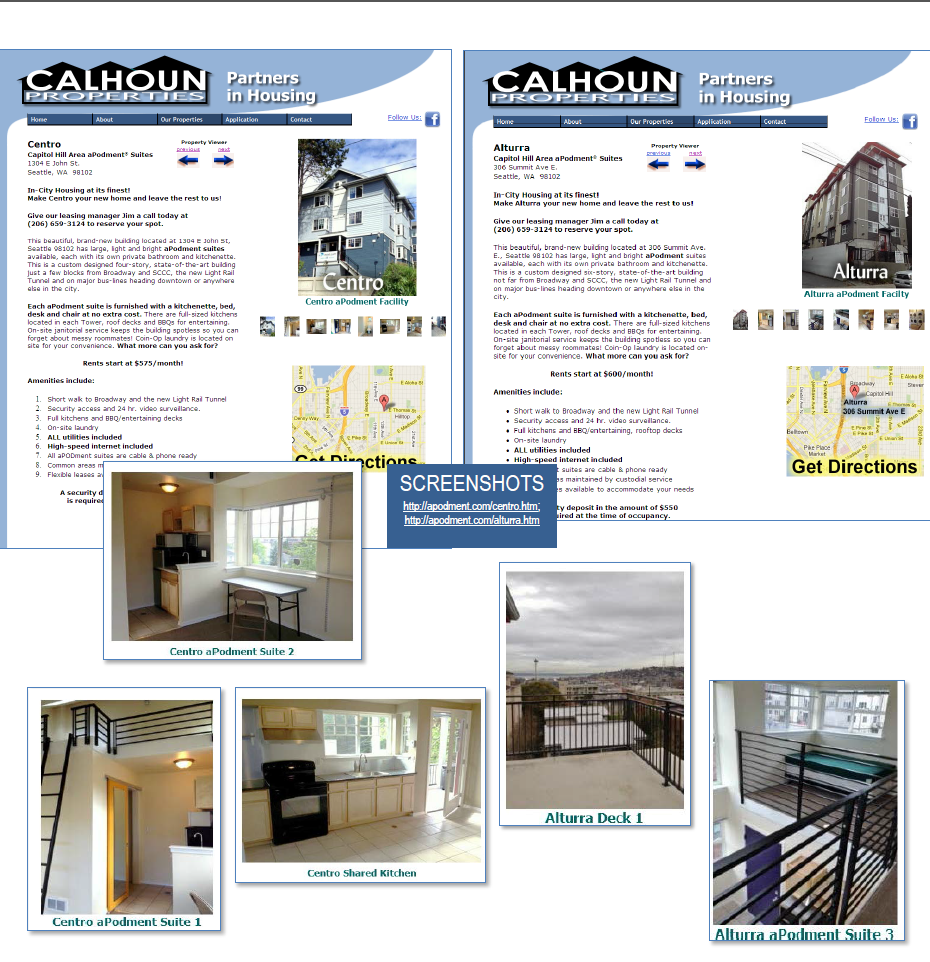 CALHOUN
PROPERTIES
Partners
in Housing
Home
About
Our Properties
Application
Contact
Follow Us:
Centro
Capitol Hill Area aPodment® Suites
1304 E John St.
Seattle, WA 98102
Property Viewer
previous
next
In-City Housing at its finest!
Make Centro your new home and leave the rest to us!
Give our leasing manager Jim a call today at
(206) 659-3124 to reserve your spot.
This beautiful, brand-new building located at 1304 E John St,
Seattle 98102 has large, light and bright aPodment suites
available, each with its own private bathroom and kitchenette.
This is a custom designed four-story, state-of-the-art building
just a few blocks from Broadway and SCCC, the new Light Rail
Tunnel and on major bus-lines heading downtown or anywhere
else in the city.
Each aPodment suite is furnished with a kitchenette, bed,
desk and chair at no extra cost. There are full-sized kitchens
located in each Tower, roof decks and BBQs for entertaining.
On-site janitorial service keeps the building spotless so you can
forget about messy roommates! Coin-Op laundry is located on
site for your convenience. What more can you ask for?
Rents start at $575/month!
Amenities include:
1. Short walk to Broadway and the new Light Rail Tunnel
2. Security access and 24 hr. video surveillance.
3. Full kitchens and BBQ/entertaining decks
4. On-site laundry
5. ALL utilities included
6. High-speed internet included
7. All aPODment suites are cable & phone ready
8. Common areas m
9. Flexible leases av
A security d
is requir
Centro
Centro aPodment Facility
99
5
A
E Aloha St
Broadway E
E Thomas St
Hilltop
Denny Way
E Pine St
E Union St
Get Directions
CALHOUN
PROPERTIES
Partners
in Housing
Home
About
Our Properties
Application
Contact
Follow Us:
Alturra
Capitol Hill Area aPodment® Suites
306 Summit Ave E.
Seattle, WA 98102
Property Viewer
previous
next
In-City Housing at its finest!
Make Alturra your new home and leave the rest to us!
Give our leasing manager Jim a call today at
(206) 659-3124 to reserve your spot.
This beautiful, brand-new building located at 306 Summit Ave.
E., Seattle 98102 has large, light and bright aPodment suites
available, each with its own private bathroom and kitchenette.
This is a custom designed six-story, state-of-the-art building
not far from Broadway and SCCC, the new Light Rail Tunnel and
on major bus-lines heading downtown or anywhere else in the
city.
Each aPodment suite is furnished with a kitchenette, bed,
desk and chair at no extra cost. There are full-sized kitchens
located in each Tower, roof decks and BBQs for entertaining.
On-site janitorial service keeps the building spotless so you can
forget about messy roommates! Coin-Op laundry is located on-
site for your convenience. What more can you ask for?
Rents start at $600/month!
Amenities include:
• Short walk to Broadway and the new Light Rail Tunnel
• Security access and 24 hr. video surveillance.
• Full kitchens and BBQ/entertaining, rooftop decks
• On-site laundry
• ALL utilities included
• High-speed internet included
t suites are cable & phone ready
as maintained by custodial service
es available to accommodate your needs
ty deposit in the amount of $550
ired at the time of occupancy.
Alturra
Alturra aPodment Facilty
E Aloha St
Broadway
Stever
Capitol Hill
A
Alturra
306 Summit Ave E
5
Belltown
E Pine St
Pike Place
Market
E Union St
Get Directions
SCREENSHOTS
http://apodment.com/centro.htm;
http://apodment.com/alturra.htm
Centro aPodment Suite 2
Centro aPodment Suite 1
Centro Shared Kitchen
Alturra Deck 1
Alturra aPodment Suite 3